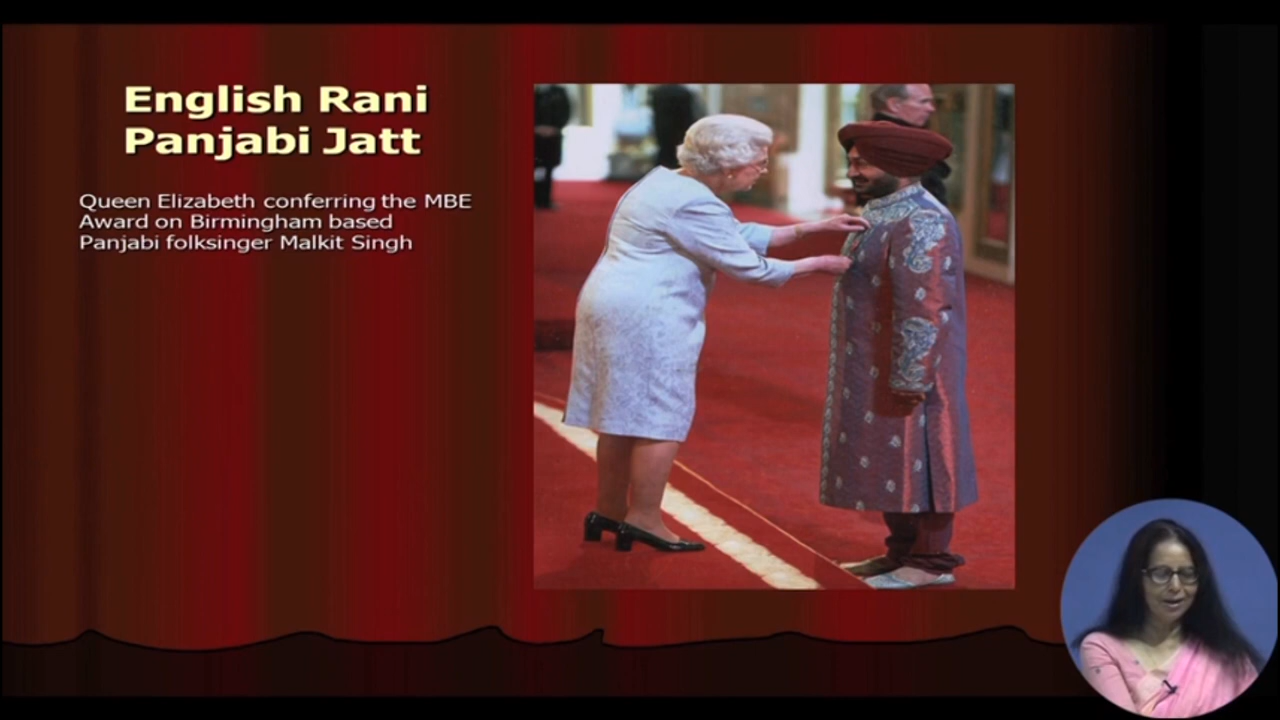 English Rani
Panjabi Jatt
Queen Elizabeth conferring the MBE
Award on Birmingham based
Panjabi folksinger Malkit Singh